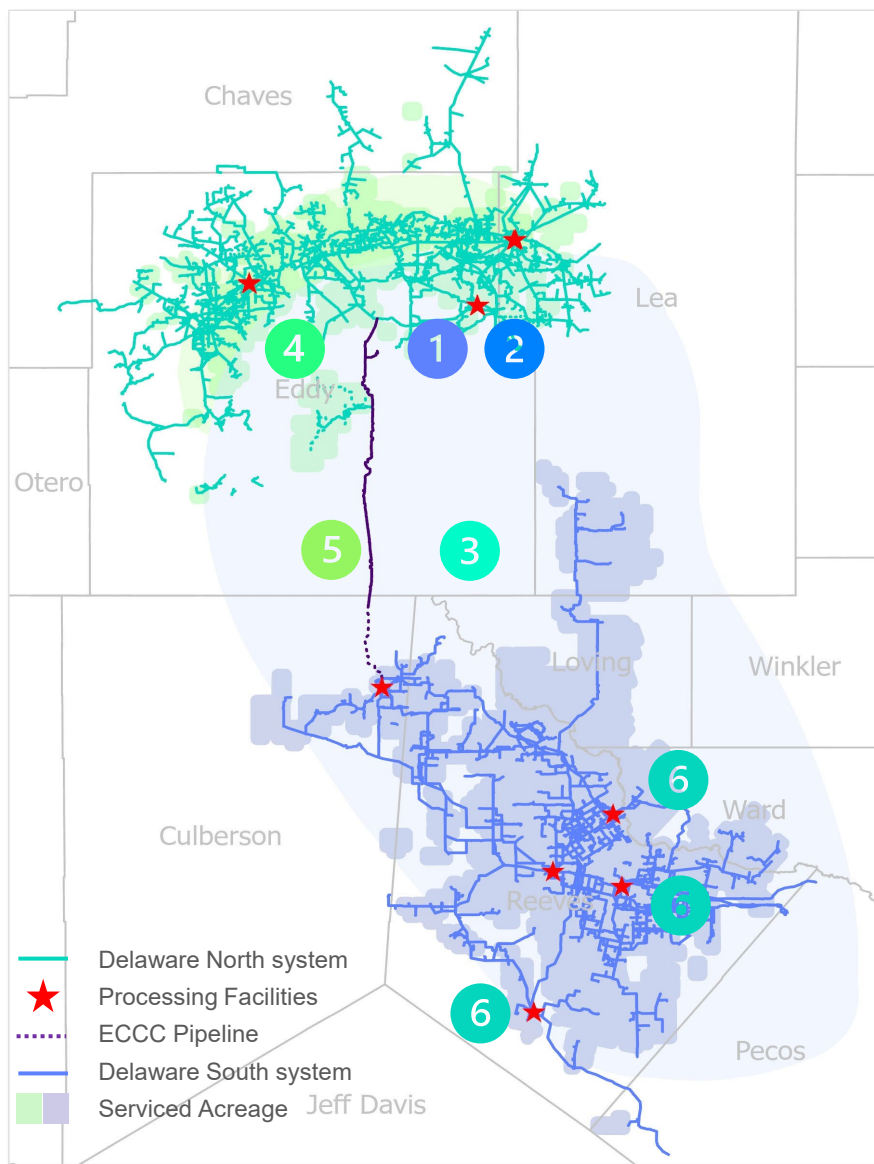 Chaves
Lea
4
1
2
Eddy
Otero
5
3
Loving
Winkler
6
Ward
Culberson
Reeves
6
Delaware North system
Processing Facilities
6
ECCC Pipeline
Pecos
Delaware South system
Serviced Acreage
Jeff Davis